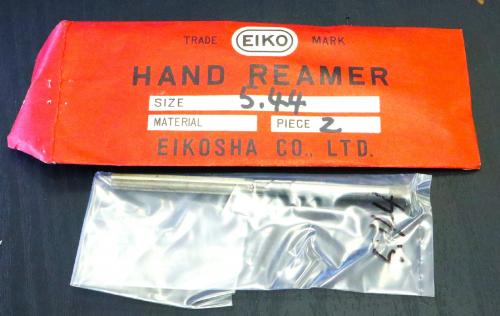 TRADE EIKO MARK
HAND REAMER
SIZE 5.44
MATERIAL PIECE 2
EIKOSHA CO., LTD.
5.44